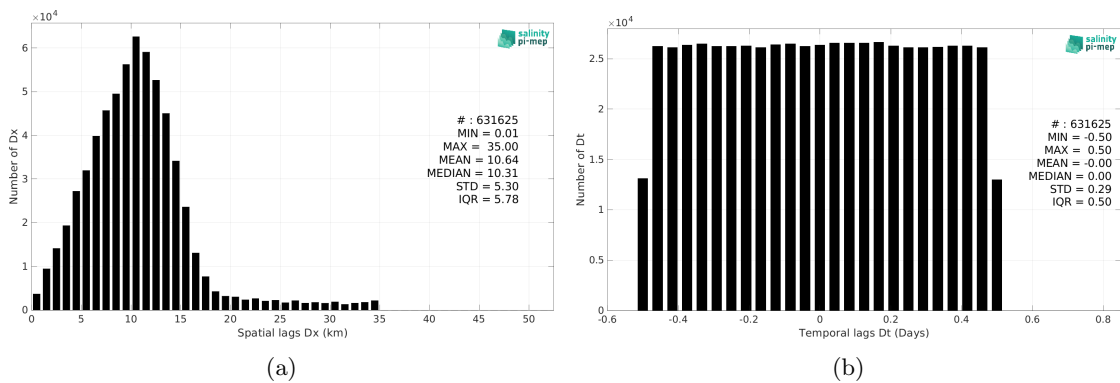 ×10⁴
6
5
4
3
2
1
0
Number of Dx
salinity
pi-mep
# : 631625
MIN = 0.01
MAX = 35.00
MEAN = 10.64
MEDIAN = 10.31
STD = 5.30
IQR = 5.78
0 5 10 15 20 25 30 35 40 45 50
Spatial lags Dx (km)
(a)
×10⁴
2.5
2
1.5
1
0.5
0
Number of Dt
salinity
pi-mep
# : 631625
MIN = -0.50
MAX = 0.50
MEAN = -0.00
MEDIAN = 0.00
STD = 0.29
IQR = 0.50
-0.6 -0.4 -0.2 0 0.2 0.4 0.6 0.8
Temporal lags Dt (Days)
(b)